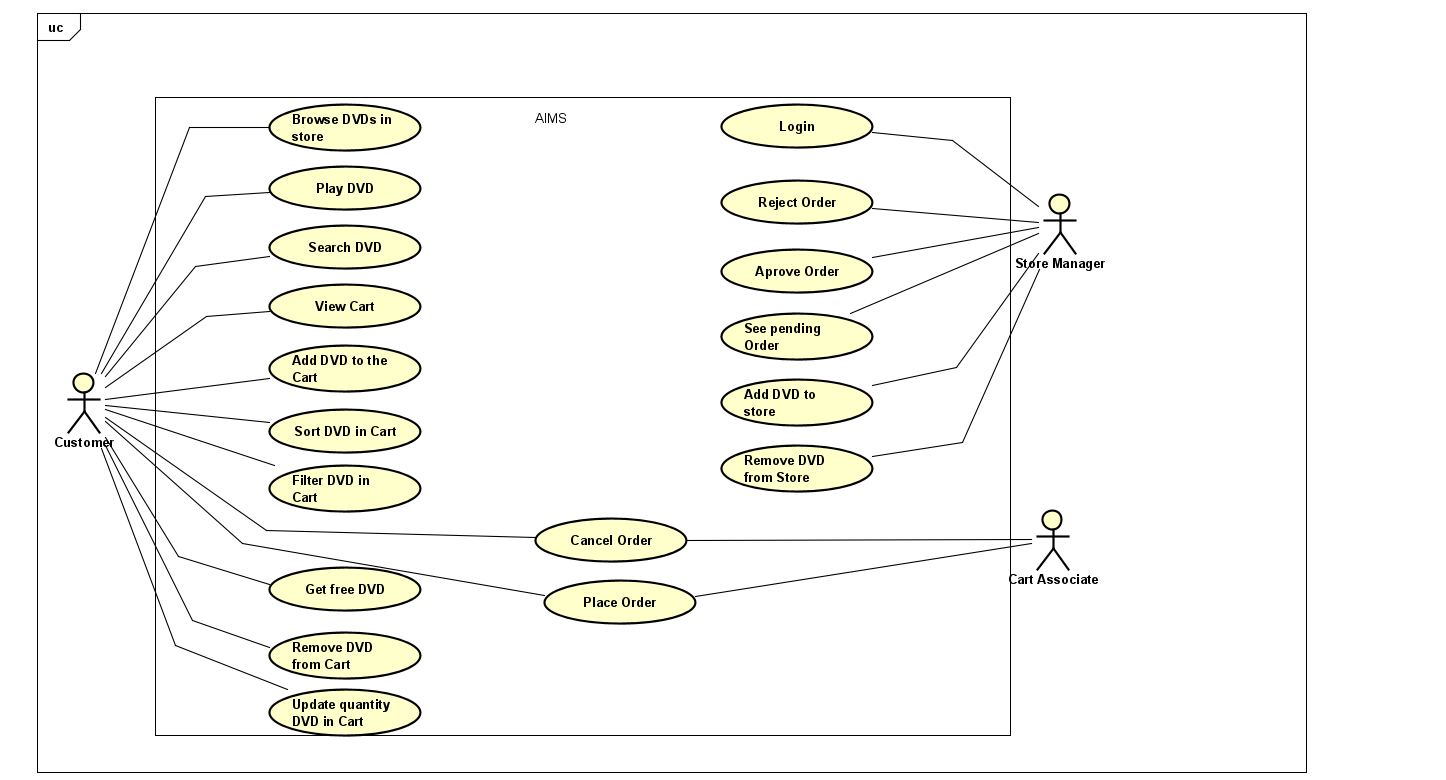 uc
AIMS
Browse DVDs in
store
Play DVD
Search DVD
View Cart
Add DVD to the
Cart
Sort DVD in Cart
Filter DVD in
Cart
Get free DVD
Remove DVD
from Cart
Update quantity
DVD in Cart
Customer
Cancel Order
Place Order
Login
Reject Order
Aprove Order
See pending
Order
Add DVD to
store
Remove DVD
from Store
Store Manager
Cart Associate